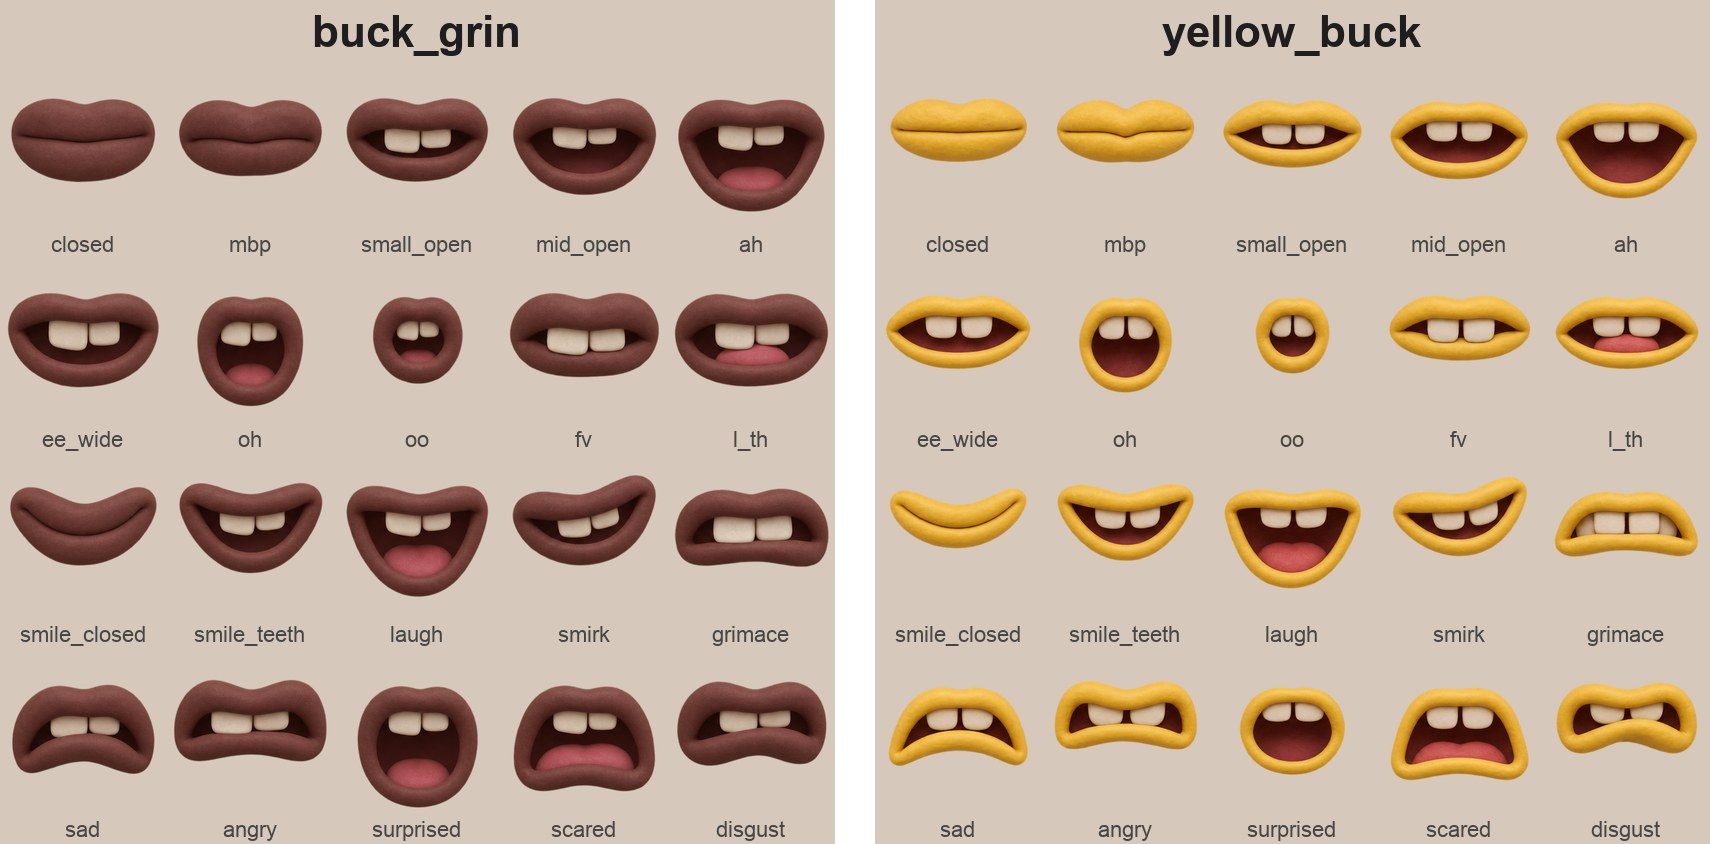 buck_grin
closed mbp small_open mid_open ah
ee_wide oh oo fv l_th
smile_closed smile_teeth laugh smirk grimace
sad angry surprised scared disgust
yellow_buck
closed mbp small_open mid_open ah
ee_wide oh oo fv l_th
smile_closed smile_teeth laugh smirk grimace
sad angry surprised scared disgust